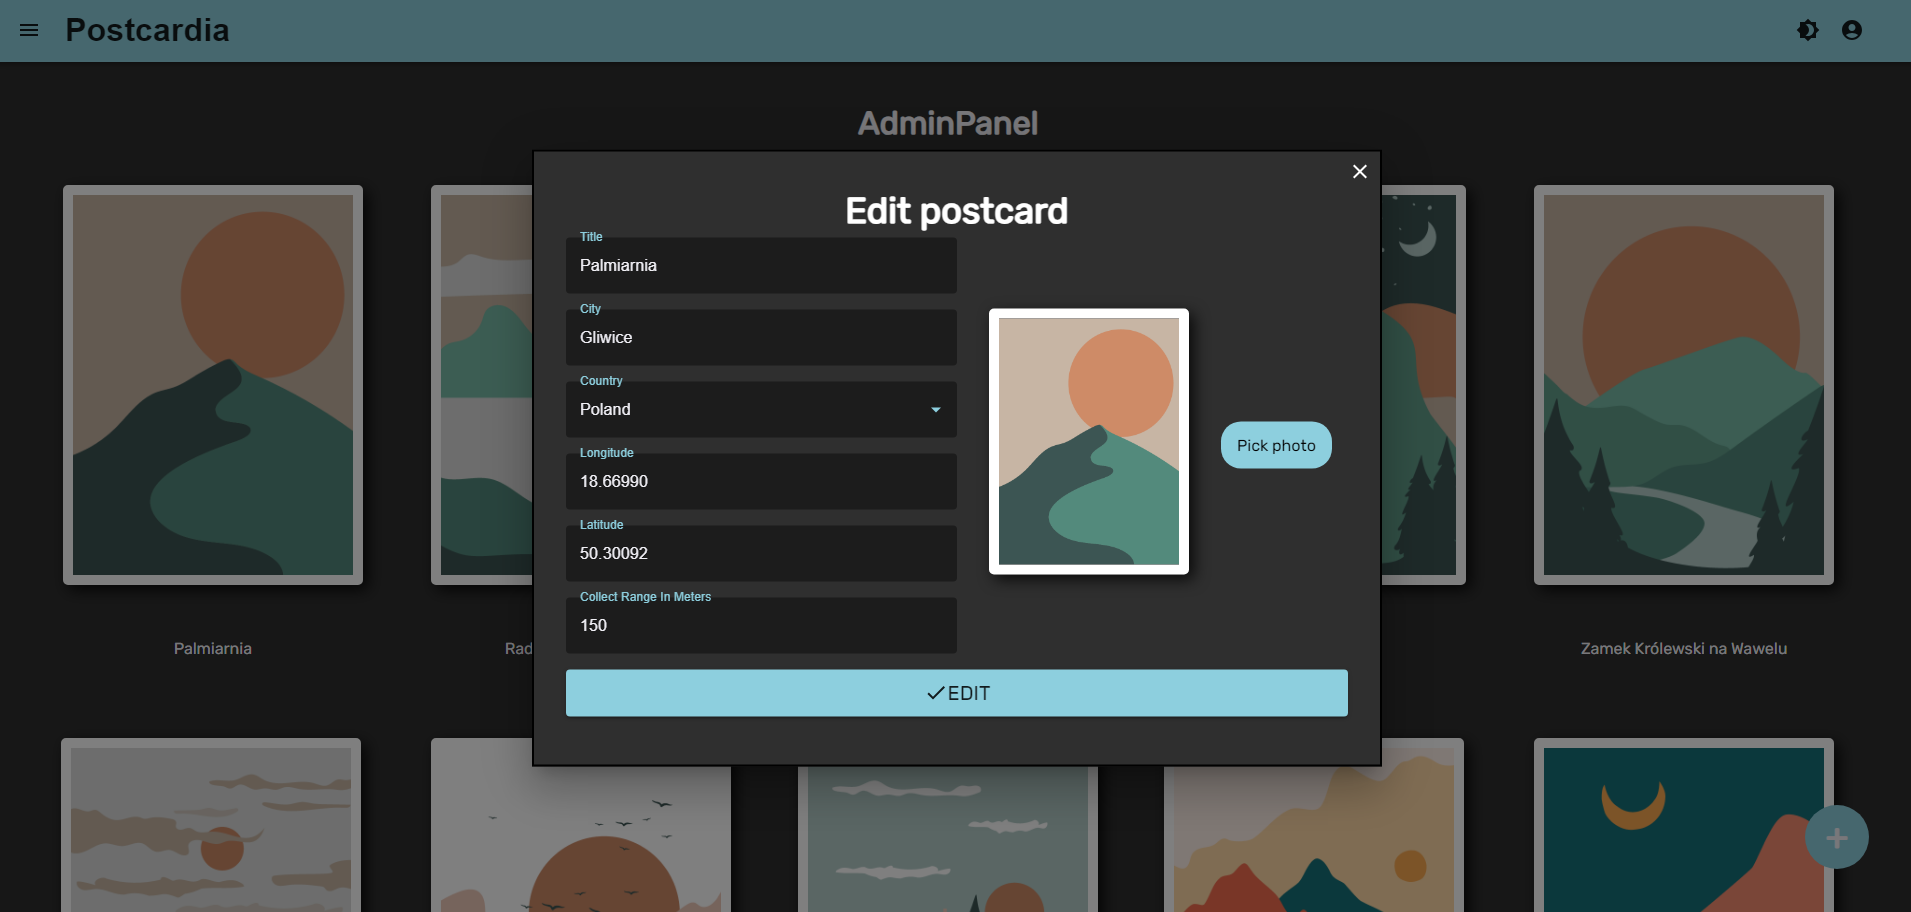 Postcardia
AdminPanel
Edit postcard
Title
Palmiarnia
City
Gliwice
Country
Poland
Longitude
18.66990
Latitude
50.30092
Collect Range In Meters
150
Pick photo
EDIT
Palmiarnia
Rad
Zamek Królewski na Wawelu